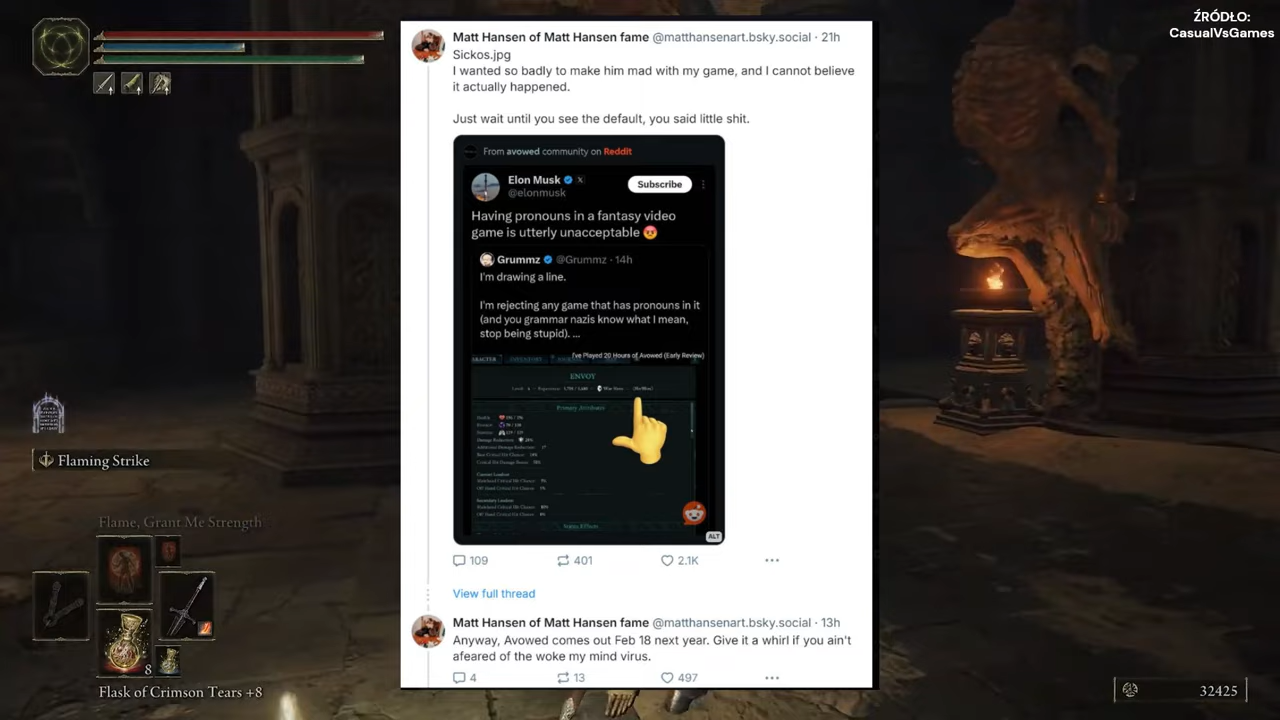 ŹRÓDŁO:
CasualVsGames
Matt Hansen of Matt Hansen fame @matthansenart.bsky.social · 21h
Sickos.jpg
I wanted so badly to make him mad with my game, and I cannot believe
it actually happened.
Just wait until you see the default, you said little shit.
From avowed community on Reddit
Elon Musk X
@elonmusk
Subscribe
Having pronouns in a fantasy video
game is utterly unacceptable 😡
Grummz @Grummz · 14h
I'm drawing a line.
I'm rejecting any game that has pronouns in it
(and you grammar nazis know what I mean,
stop being stupid). ...
I've Played 20 Hours of Avowed (Early Review)
ENVOY
Primary Attributes
Status Effects
ALT
109 401 2.1K
View full thread
Matt Hansen of Matt Hansen fame @matthansenart.bsky.social · 13h
Anyway, Avowed comes out Feb 18 next year. Give it a whirl if you ain't
afeared of the woke my mind virus.
4 13 497
Flaming Strike
Flame, Grant Me Strength
8
Flask of Crimson Tears +8
32425